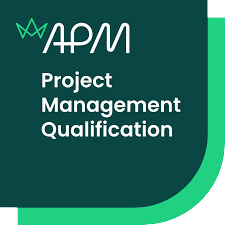 APM
Project
Management
Qualification